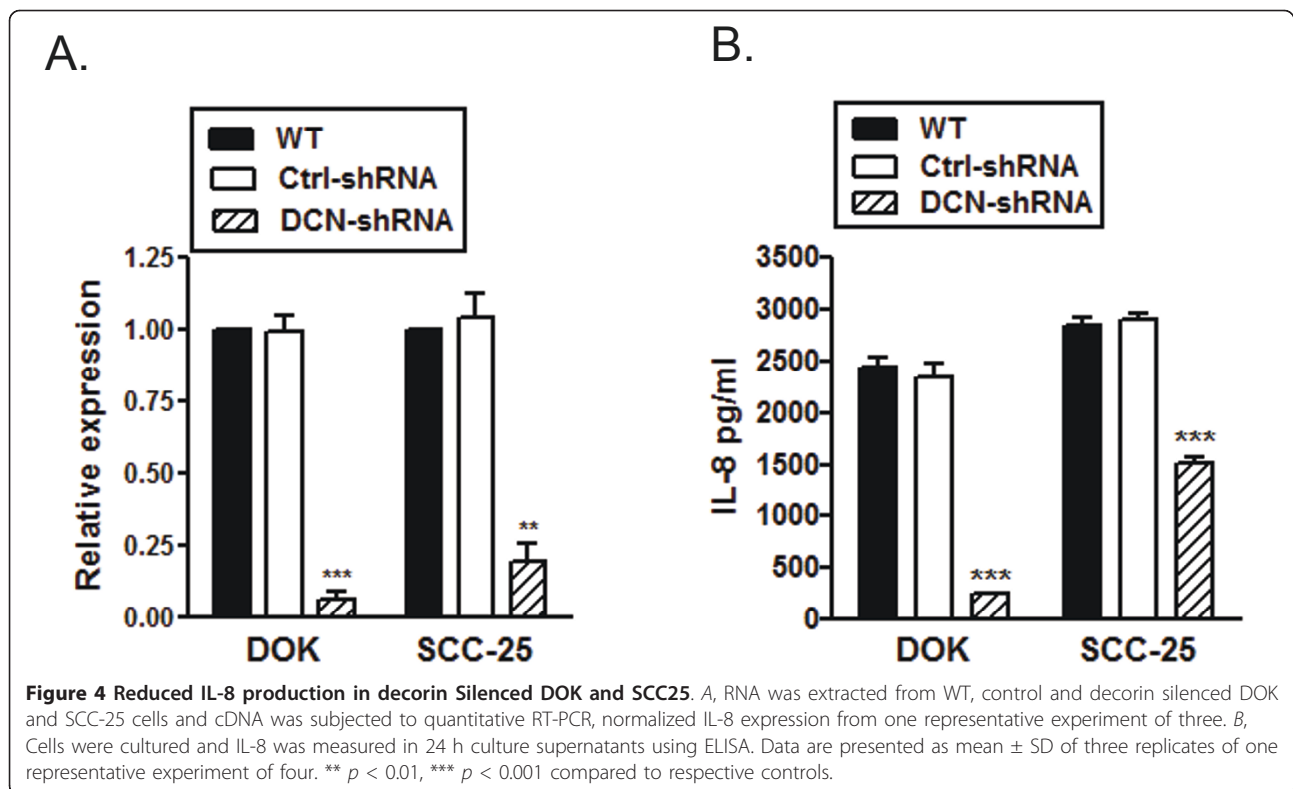 A.
WT
Ctrl-shRNA
DCN-shRNA
Relative expression
1.25
1.00
0.75
0.50
0.25
0.00
***
**
DOK
SCC-25
B.
WT
Ctrl-shRNA
DCN-shRNA
IL-8 pg/ml
3500
3000
2500
2000
1500
1000
500
0
***
***
DOK
SCC-25
Figure 4 Reduced IL-8 production in decorin Silenced DOK and SCC25. A, RNA was extracted from WT, control and decorin silenced DOK
and SCC-25 cells and cDNA was subjected to quantitative RT-PCR, normalized IL-8 expression from one representative experiment of three. B,
Cells were cultured and IL-8 was measured in 24 h culture supernatants using ELISA. Data are presented as mean ± SD of three replicates of one
representative experiment of four. ** p < 0.01, *** p < 0.001 compared to respective controls.